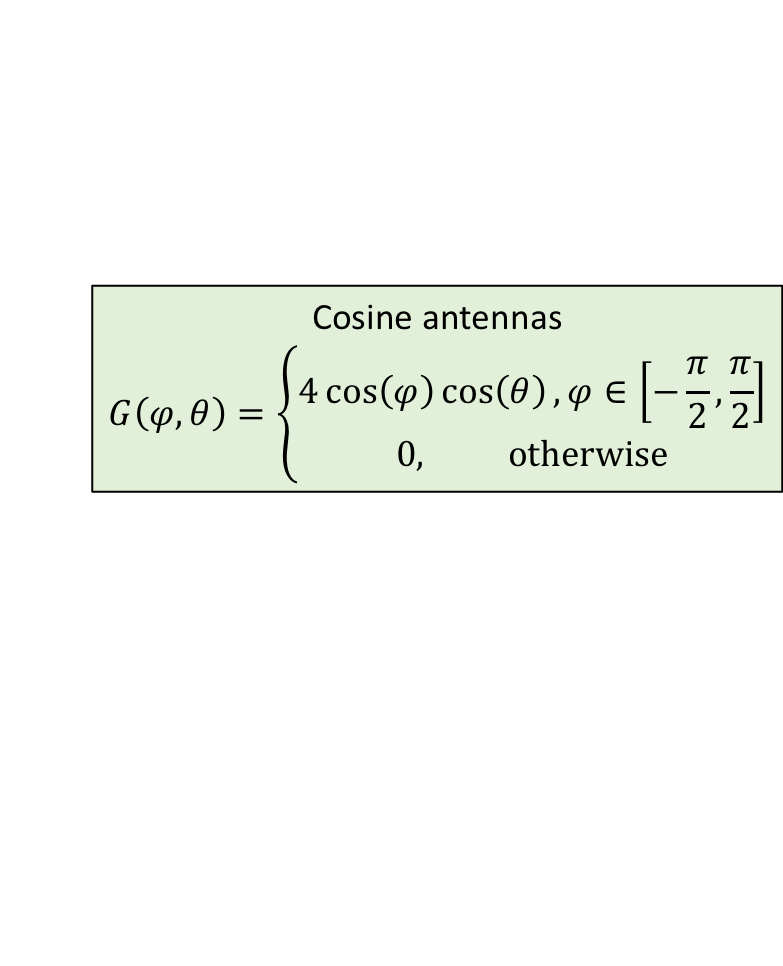 Cosine antennas
G(φ, θ) = { 4 cos(φ) cos(θ) , φ ∈ [−π/2, π/2]
0, otherwise